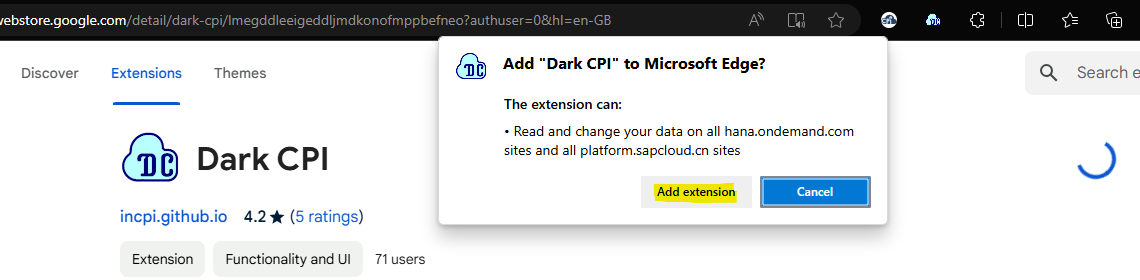 webstore.google.com/detail/dark-cpi/lmegddleeigeddljmdkonofmppbefneo?authuser=0&hl=en-GB
Discover
Extensions
Themes
Search e
DC
Add "Dark CPI" to Microsoft Edge?
The extension can:
• Read and change your data on all hana.ondemand.com
sites and all platform.sapcloud.cn sites
Add extension
Cancel
DC
Dark CPI
incpi.github.io
4.2★ (5 ratings)
Extension
Functionality and UI
71 users